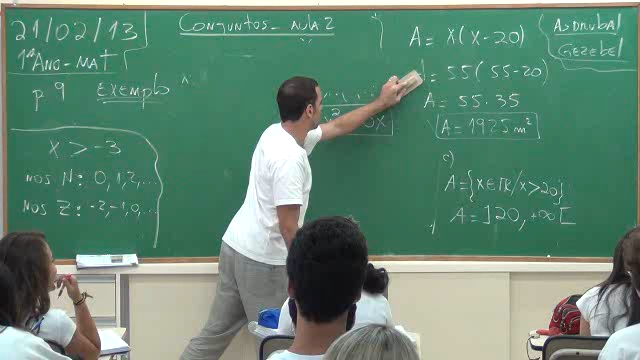 21/02/13
1º ANO - MAT
p 9 EXEMPLO
X > -3
NOS N: 0, 1, 2, ...
NOS Z: -2, -1, 0, ...
CONJUNTOS - AULA 2
A = X(X - 20)
= 55(55 - 20)
A = 55 · 35
A = 1925 m²
c)
A = {X ∈ ℝ / X > 20}
A = ]20, +∞[
ASDRUBAL
GEZEBEL